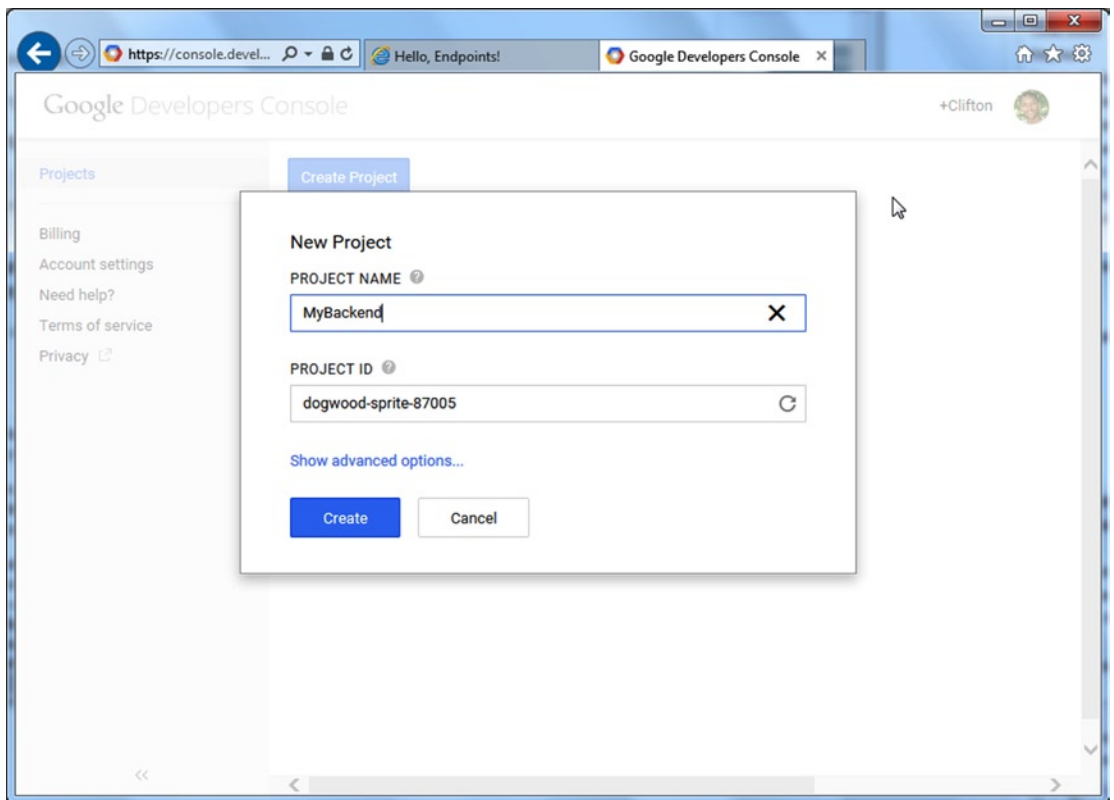 https://console.devel...
Hello, Endpoints!
Google Developers Console
Google Developers Console
+Clifton
Projects
Create Project
Billing
Account settings
Need help?
Terms of service
Privacy
New Project
PROJECT NAME
MyBackend
PROJECT ID
dogwood-sprite-87005
Show advanced options...
Create
Cancel